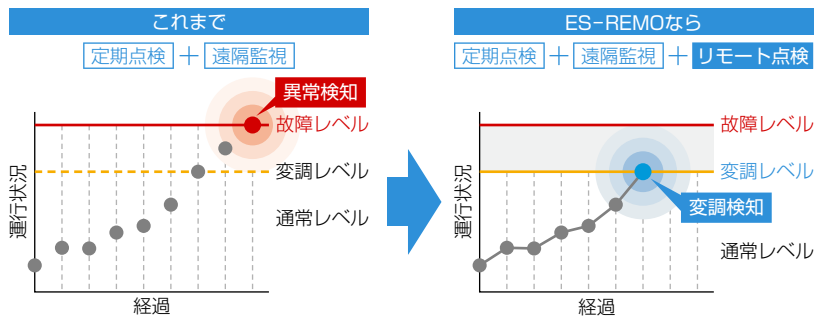 これまで
定期点検 + 遠隔監視
異常検知
故障レベル
変調レベル
通常レベル
運行状況
経過
ES-REMOなら
定期点検 + 遠隔監視 + リモート点検
故障レベル
変調レベル
変調検知
通常レベル
運行状況
経過